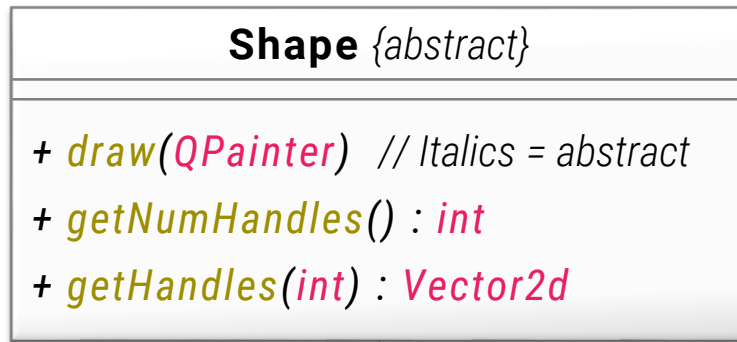 Shape {abstract}
+ draw(QPainter) // Italics = abstract
+ getNumHandles() : int
+ getHandles(int) : Vector2d